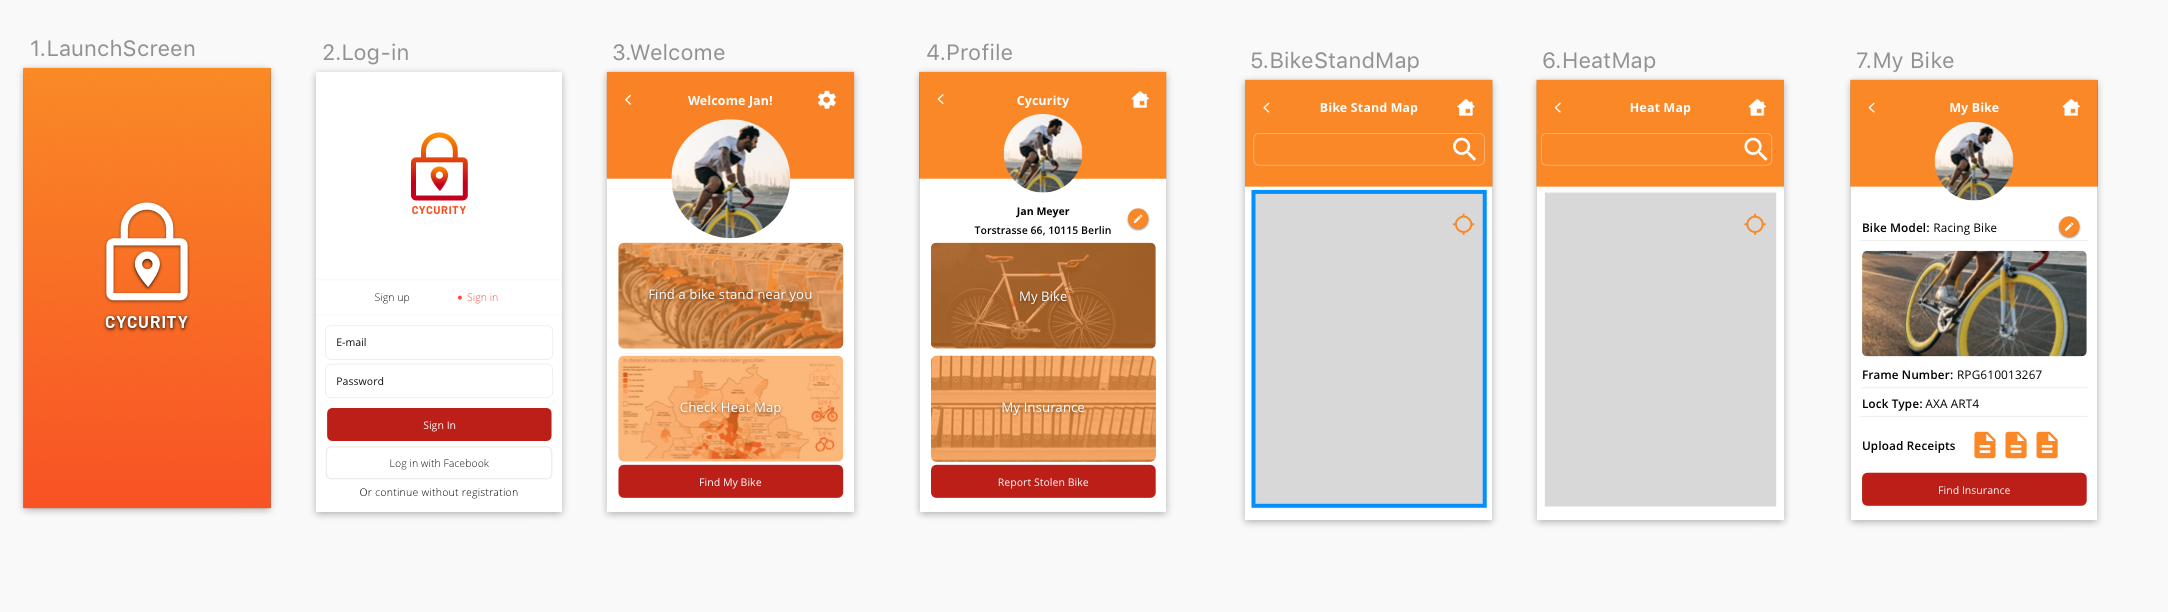 1.LaunchScreen
CYCURITY
2.Log-in
CYCURITY
Sign up
Sign in
E-mail
Password
Sign In
Log in with Facebook
Or continue without registration
3.Welcome
Welcome Jan!
Find a bike stand near you
Check Heat Map
Find My Bike
4.Profile
Cycurity
Jan Meyer
Torstrasse 66, 10115 Berlin
My Bike
My Insurance
Report Stolen Bike
5.BikeStandMap
Bike Stand Map
6.HeatMap
Heat Map
7.My Bike
My Bike
Bike Model: Racing Bike
Frame Number: RPG610013267
Lock Type: AXA ART4
Upload Receipts
Find Insurance